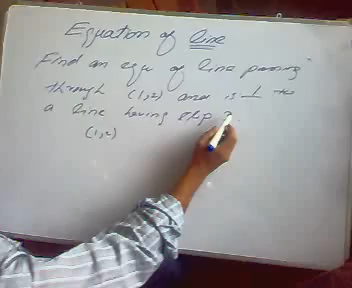 Equation of line
Find an eqn of line passing
through (1,2) and is ⊥ to
a line having slop
(1,2)